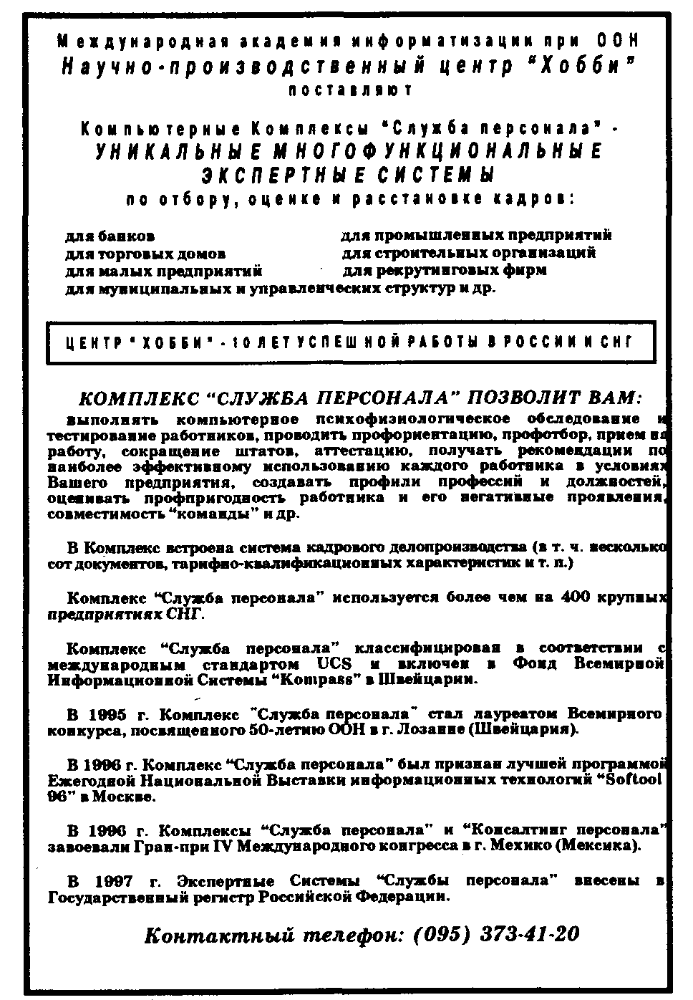 Международная академия информатизации при ООН
Научно-производственный центр "Хобби"
поставляют
Компьютерные Комплексы "Служба персонала" -
УНИКАЛЬНЫЕ МНОГОФУНКЦИОНАЛЬНЫЕ
ЭКСПЕРТНЫЕ СИСТЕМЫ
по отбору, оценке и расстановке кадров:
для банков для промышленных предприятий
для торговых домов для строительных организаций
для малых предприятий для рекрутинговых фирм
для муниципальных и управленческих структур и др.
ЦЕНТР "ХОББИ" - 10 ЛЕТ УСПЕШНОЙ РАБОТЫ В РОССИИ И СНГ
КОМПЛЕКС "СЛУЖБА ПЕРСОНАЛА" ПОЗВОЛИТ ВАМ:
выполнять компьютерное психофизиологическое обследование и
тестирование работников, проводить профориентацию, профотбор, прием на
работу, сокращение штатов, аттестацию, получать рекомендации по
наиболее эффективному использованию каждого работника в условиях
Вашего предприятия, создавать профили профессий и должностей,
оценивать профпригодность работника и его негативные проявления,
совместимость "команды" и др.
В Комплекс встроена система кадрового делопроизводства (в т. ч. несколько
сот документов, тарифно-квалификационных характеристик и т. п.)
Комплекс "Служба персонала" используется более чем на 400 крупных
предприятиях СНГ.
Комплекс "Служба персонала" классифицирован в соответствии с
международным стандартом UCS и включен в Фонд Всемирной
Информационной Системы "Kompass" в Швейцарии.
В 1995 г. Комплекс "Служба персонала" стал лауреатом Всемирного
конкурса, посвященного 50-летию ООН в г. Лозанне (Швейцария).
В 1996 г. Комплекс "Служба персонала" был признан лучшей программой
Ежегодной Национальной Выставки информационных технологий "Softool
96" в Москве.
В 1996 г. Комплексы "Служба персонала" и "Консалтинг персонала"
завоевали Гран-при IV Международного конгресса в г. Мехико (Мексика).
В 1997 г. Экспертные Системы "Службы персонала" внесены в
Государственный регистр Российской Федерации.
Контактный телефон: (095) 373-41-20